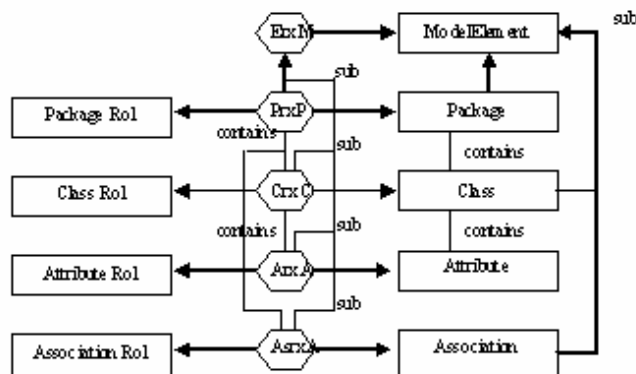 sub
ErxM ModelElement
sub
Package Rol PrxP Package
contains contains
sub
Class Rol CrxC Class
contains contains
sub
Attribute Rol ArxA Attribute
sub
Association Rol AsrxA Association